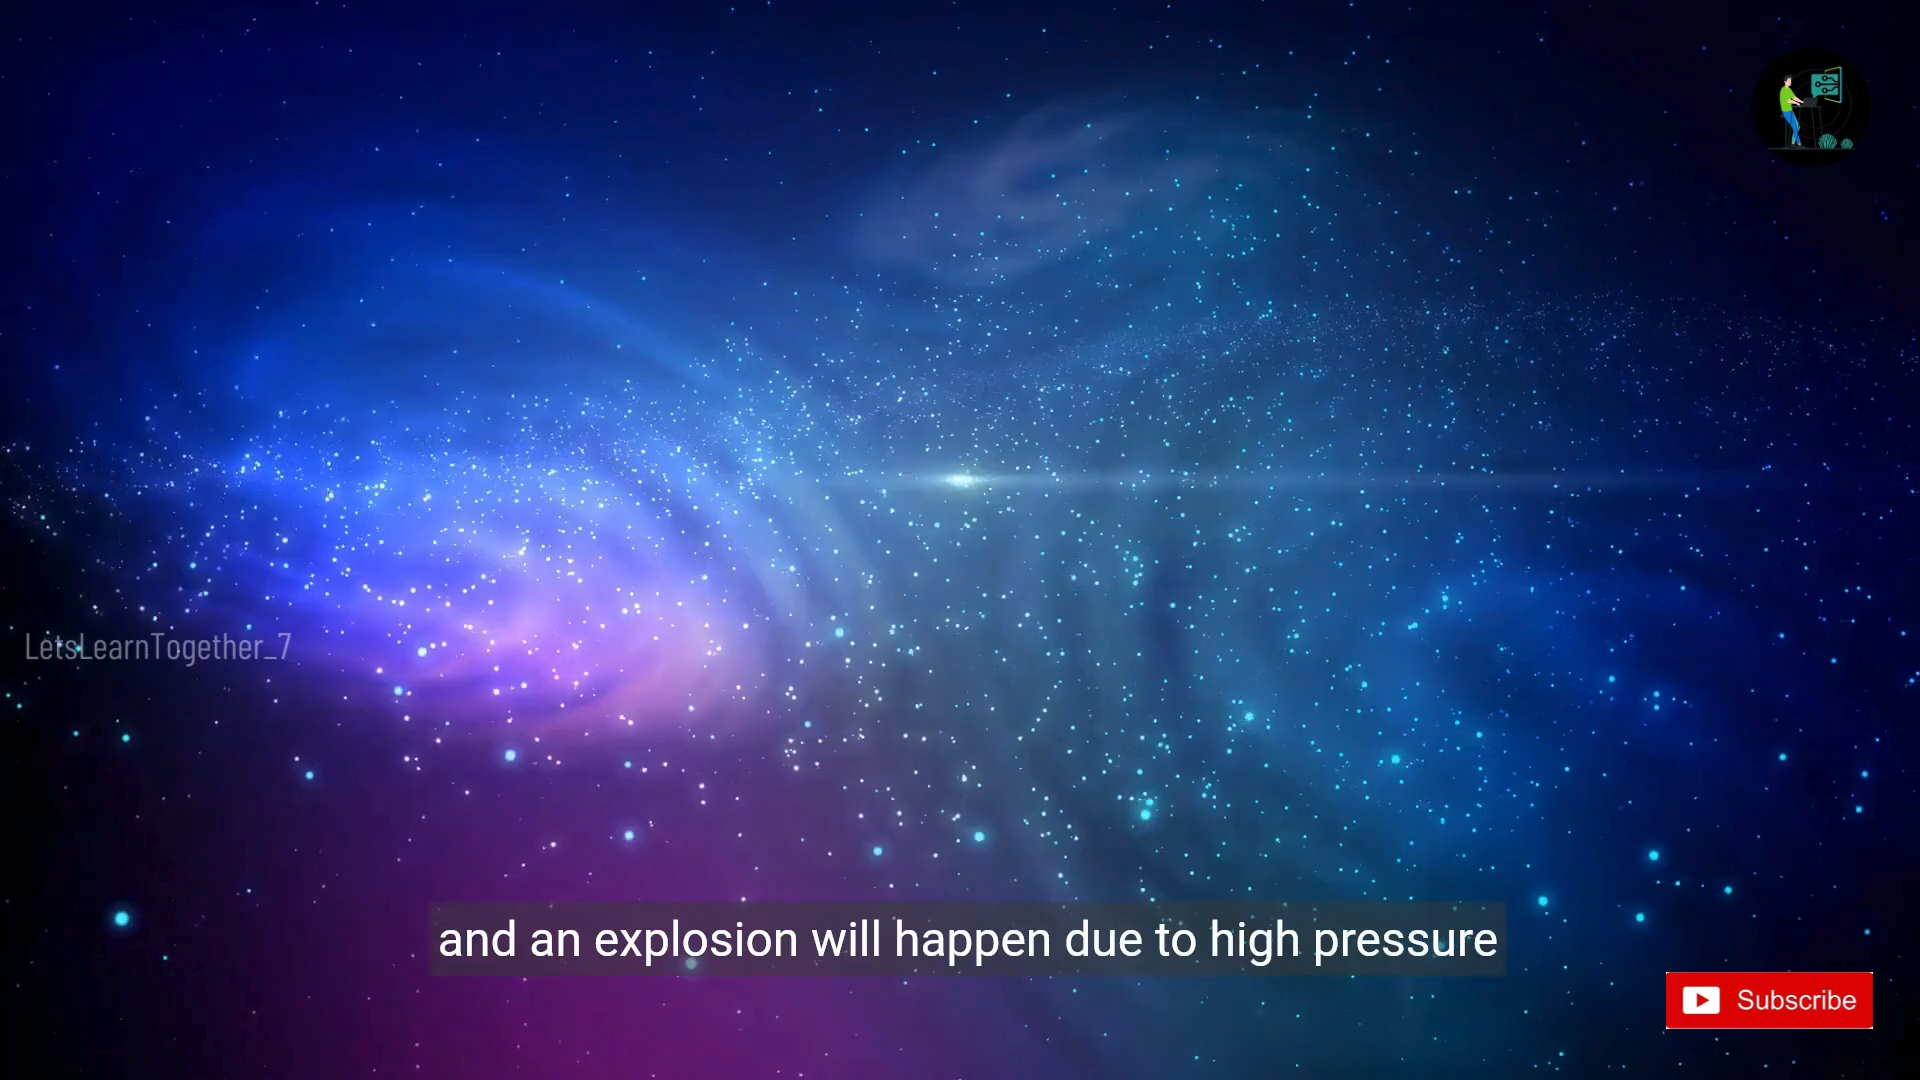 LetsLearnTogether_7
and an explosion will happen due to high pressure
Subscribe